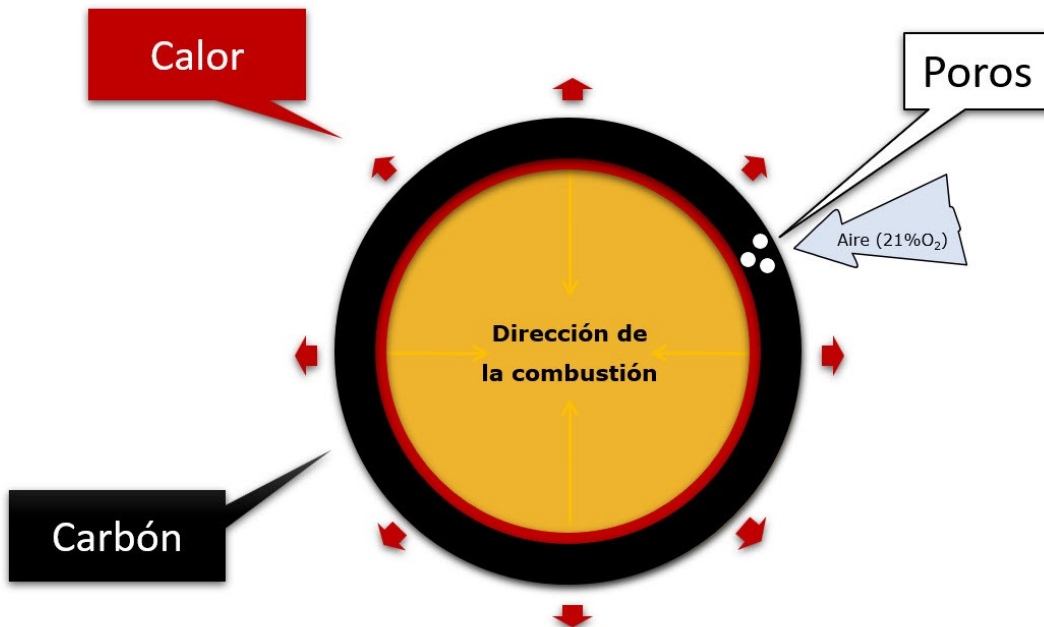 Calor
Poros
Aire (21%O₂)
Dirección de
la combustión
Carbón